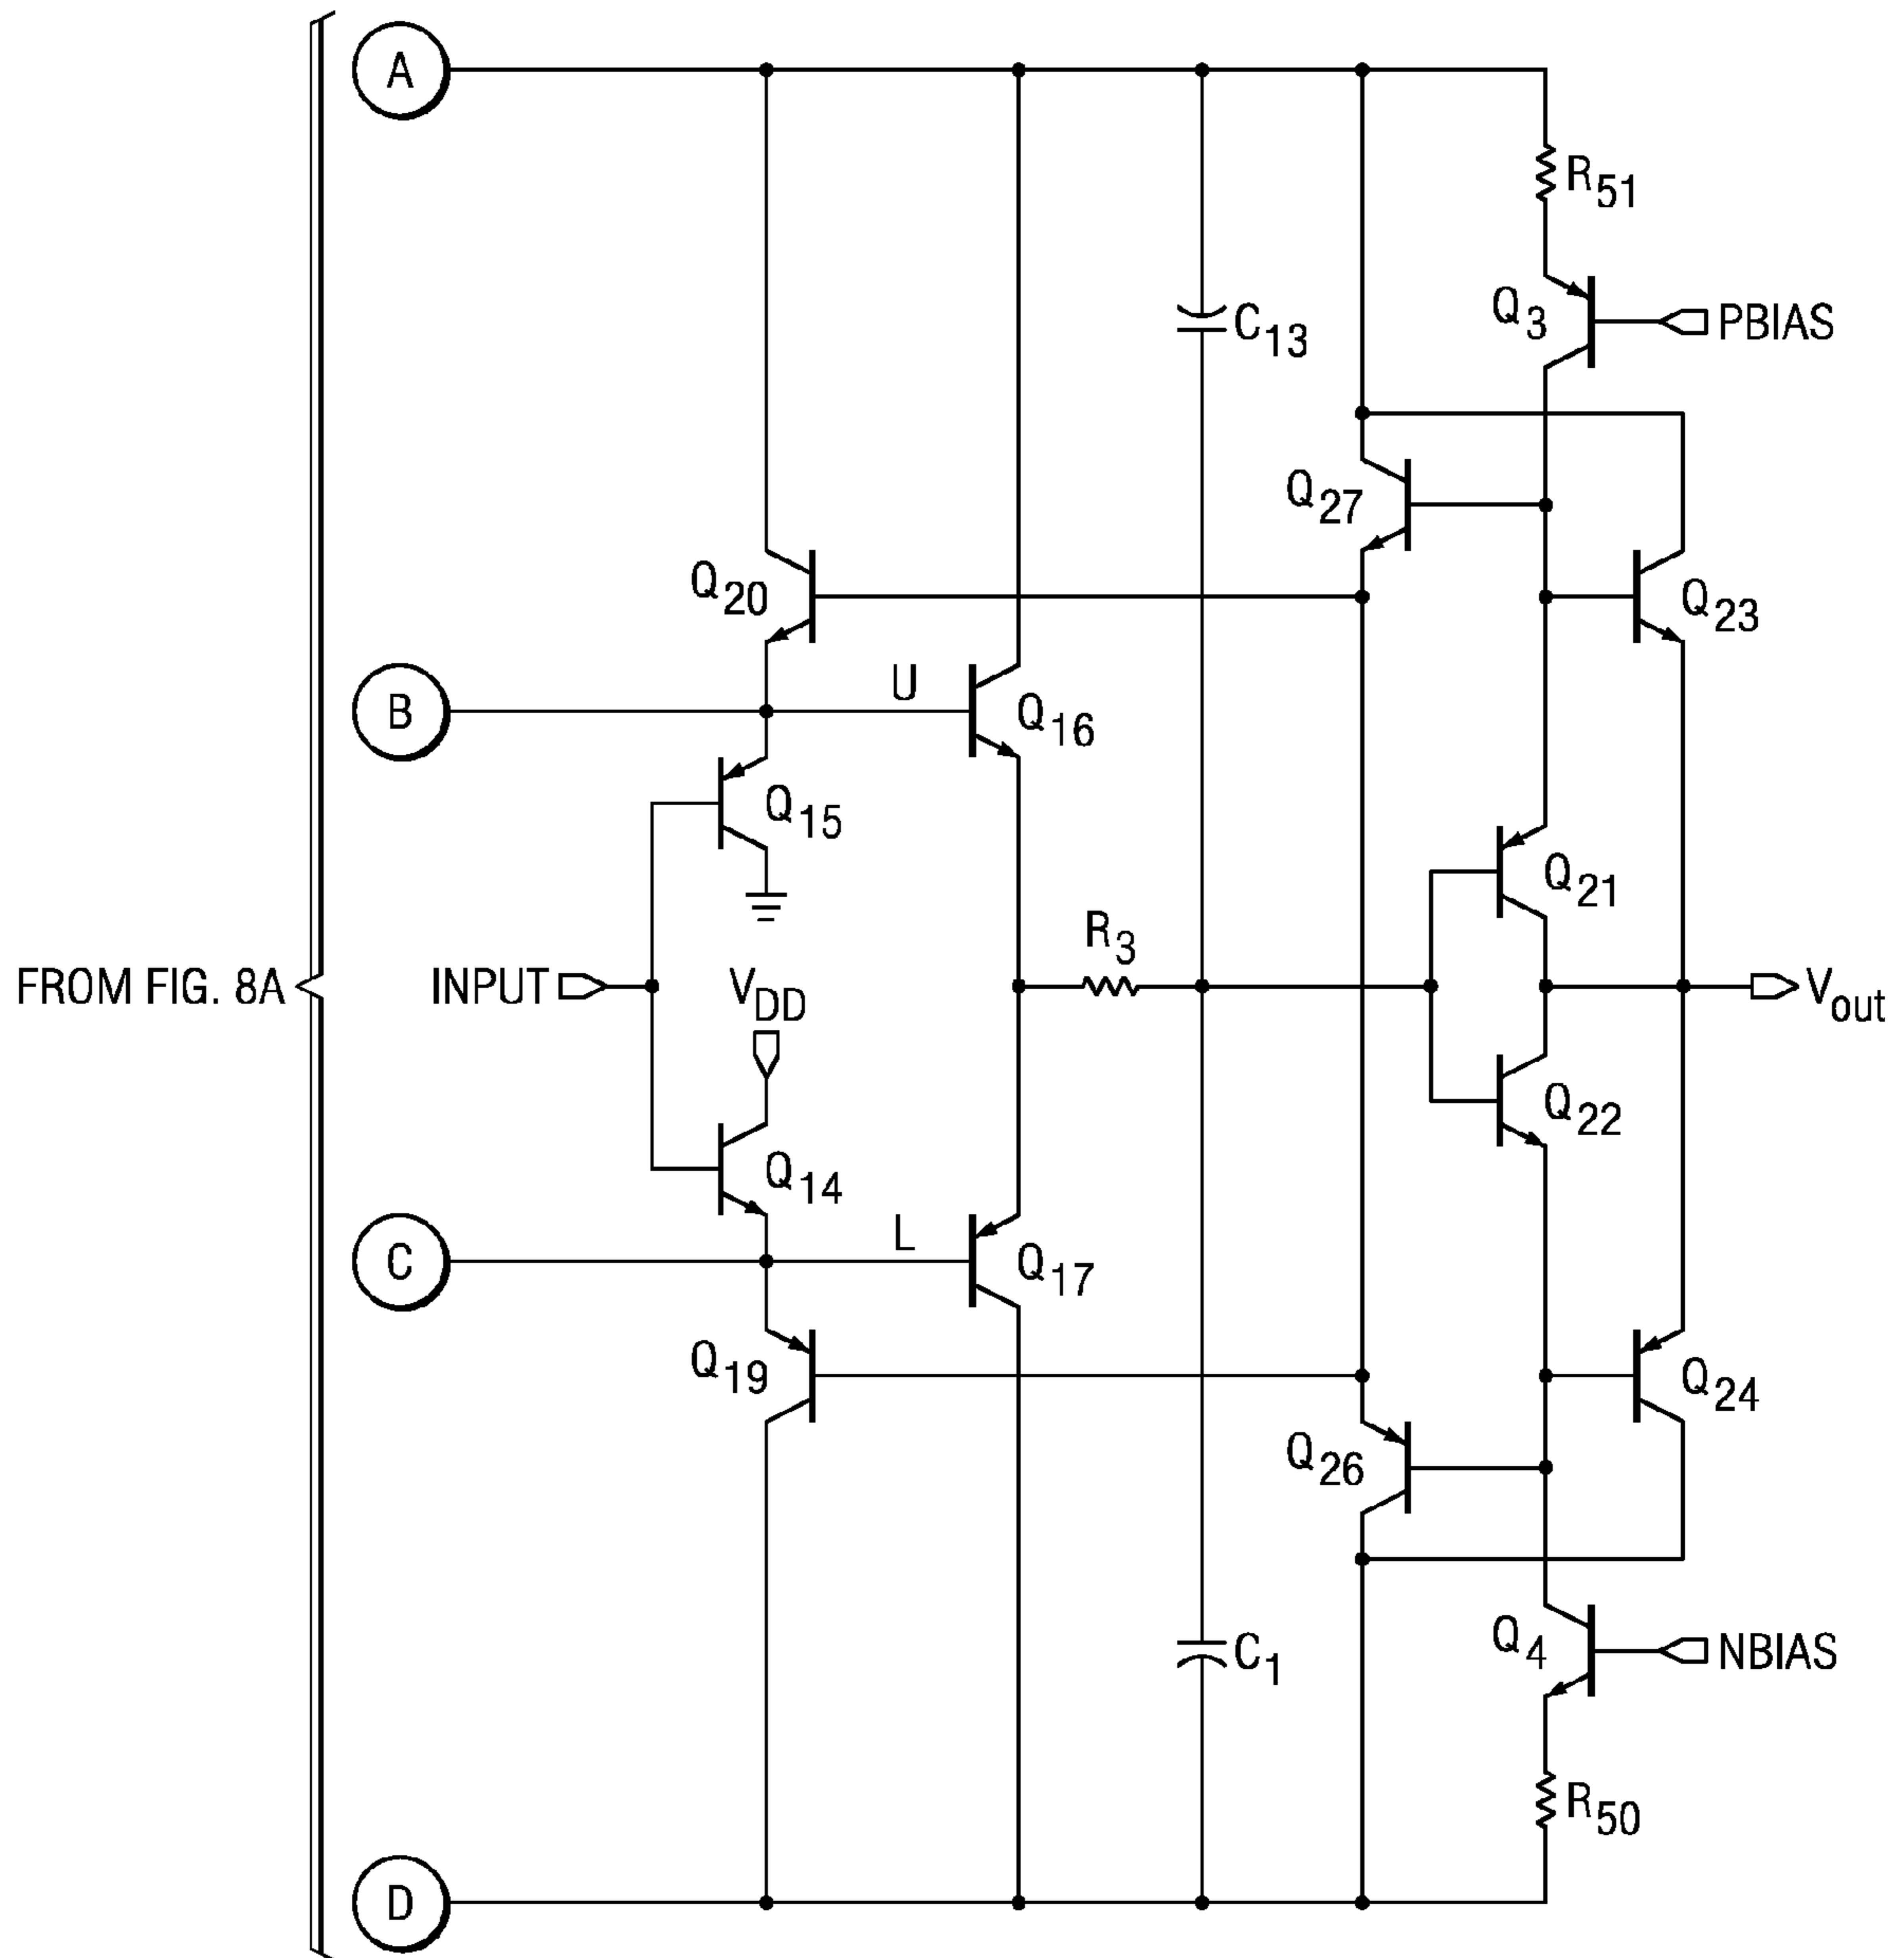 A
R51
Q3
PBIAS
C13
Q27
Q20
Q23
U
B
Q16
Q15
Q21
R3
FROM FIG. 8A
INPUT
VDD
Vout
Q22
Q14
L
C
Q17
Q19
Q24
Q26
Q4
NBIAS
C1
R50
D